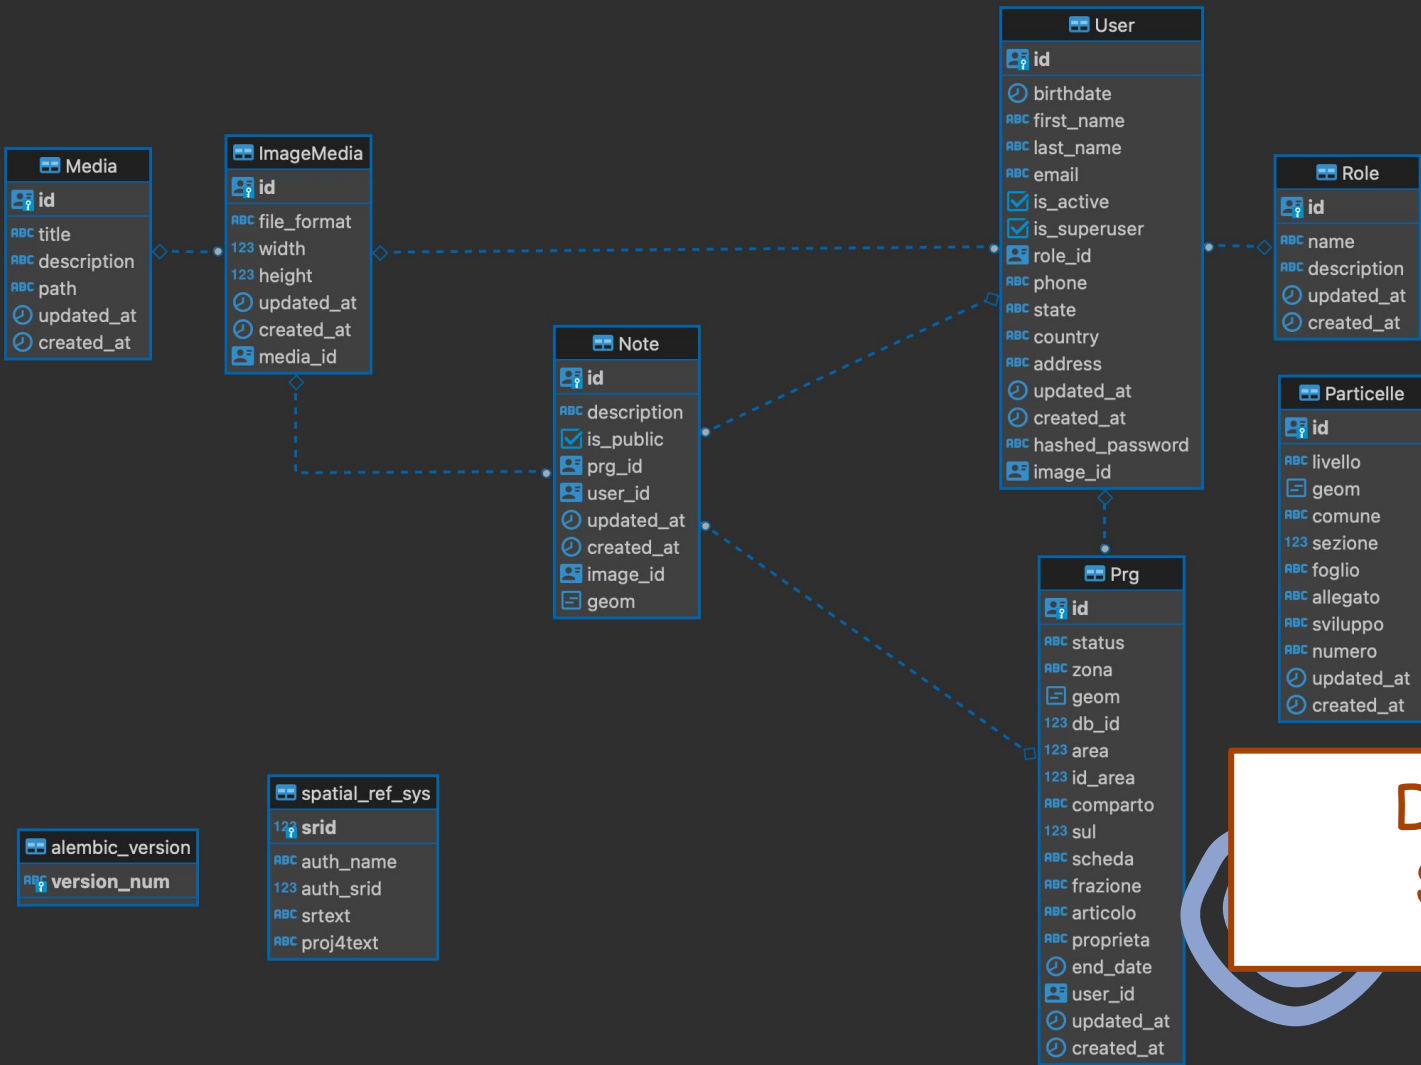 Media
id
title
description
path
updated_at
created_at
ImageMedia
id
file_format
width
height
updated_at
created_at
media_id
Note
id
description
is_public
prg_id
user_id
updated_at
created_at
image_id
geom
User
id
birthdate
first_name
last_name
email
is_active
is_superuser
role_id
phone
state
country
address
updated_at
created_at
hashed_password
image_id
Role
id
name
description
updated_at
created_at
Particelle
id
livello
geom
comune
sezione
foglio
allegato
sviluppo
numero
updated_at
created_at
Prg
id
status
zona
geom
db_id
area
id_area
comparto
sul
scheda
frazione
articolo
proprieta
end_date
user_id
updated_at
created_at
alembic_version
version_num
spatial_ref_sys
srid
auth_name
auth_srid
srtext
proj4text